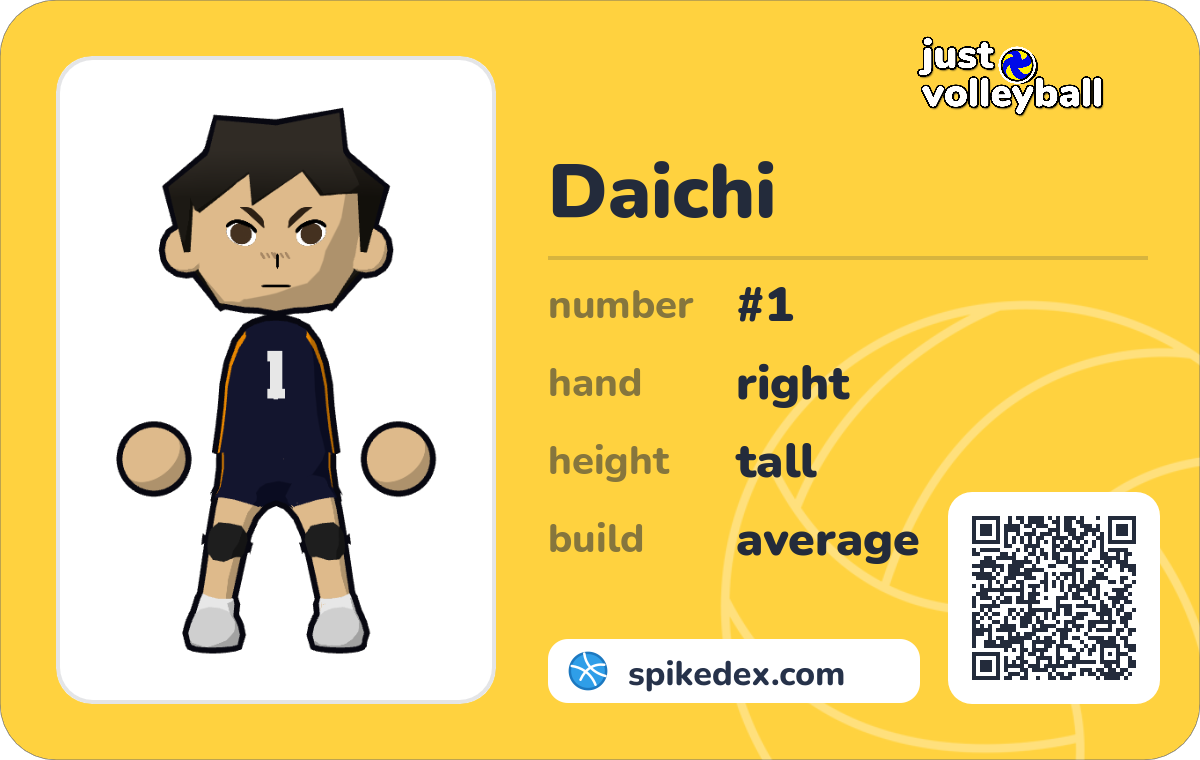 just
volleyball
Daichi
number #1
hand right
height tall
build average
1
spikedex.com